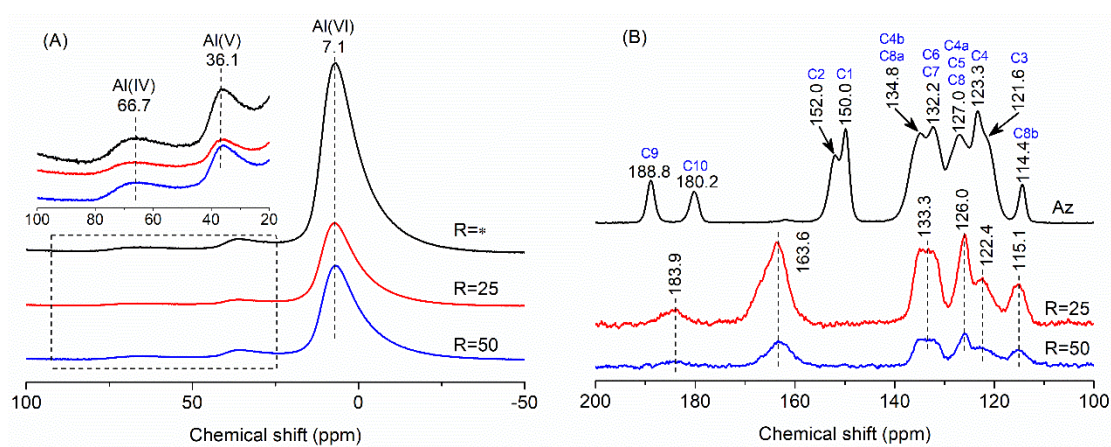 (A)
Al(VI)
7.1
Al(V)
36.1
Al(IV)
66.7
100 80 60 40 20
R=*
R=25
R=50
100 50 0 -50
Chemical shift (ppm)
(B)
C9
188.8
C10
180.2
C2
152.0
C1
150.0
C4b
C8a
134.8
C6
C7
132.2
C4a
C5
C8
127.0
C4
123.3
C3
121.6
C8b
114.4
Az
183.9
163.6
133.3
126.0
122.4
115.1
R=25
R=50
200 180 160 140 120 100
Chemical shift (ppm)